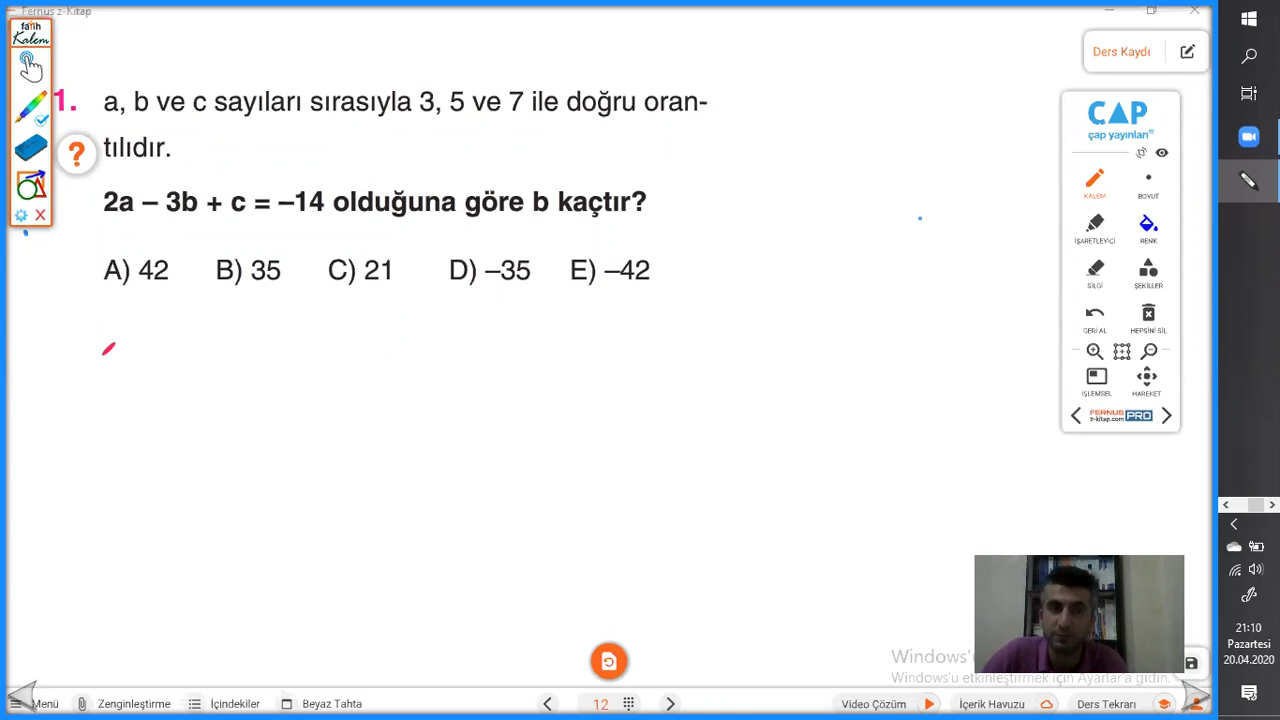 Fernus z-Kitap
fatih
Kalem
Ders Kaydı
1. a, b ve c sayıları sırasıyla 3, 5 ve 7 ile doğru oran-
tılıdır.
?
2a – 3b + c = –14 olduğuna göre b kaçtır?
A) 42 B) 35 C) 21 D) –35 E) –42
CAP
çap yayınları
KALEM BOYUT
İŞARETLEYİCİ RENK
SİLGİ ŞEKİLLER
GERİ AL HEPSİNİ SİL
İŞLEMSEL HAREKET
FERNUS
z-kitap.com PRO
Windows'
Windows'u etkinleştirmek için Ayarlar'a gidin.
21:10
Pazartesi
20.04.2020
Menü Zenginleştirme İçindekiler Beyaz Tahta 12 Video Çözüm İçerik Havuzu Ders Tekrarı